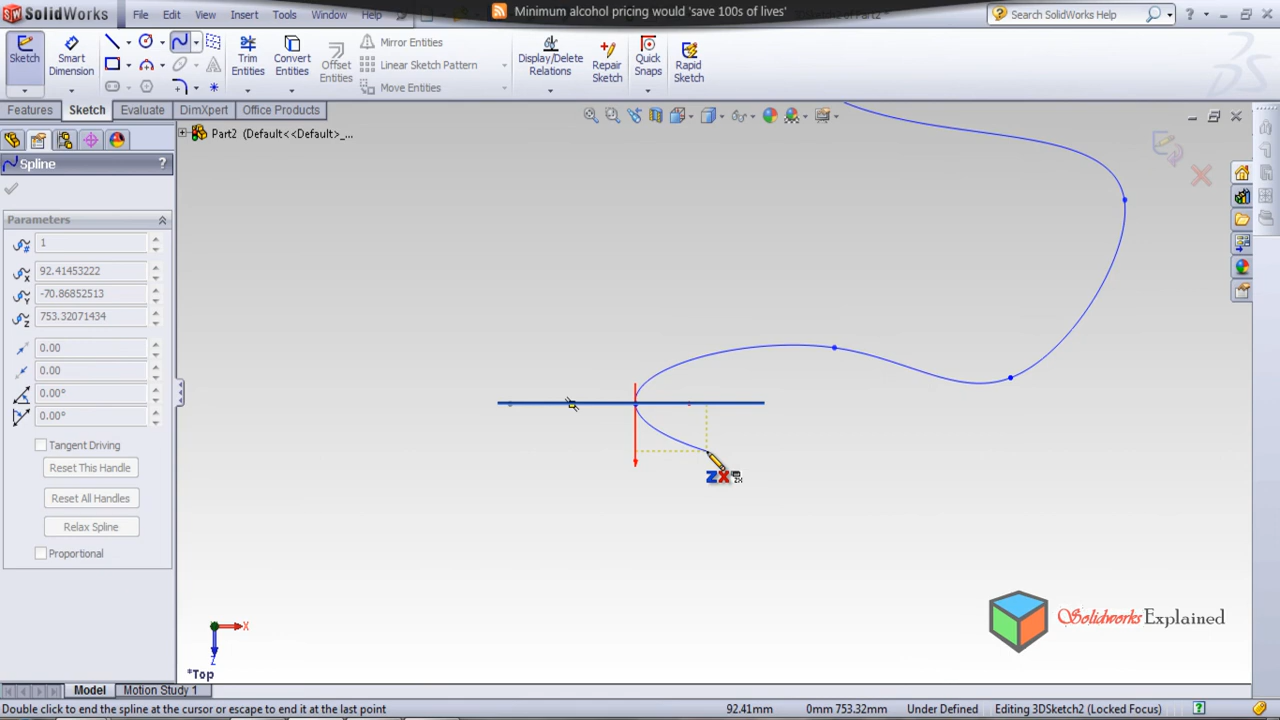 SolidWorks File Edit View Insert Tools Window Help
Minimum alcohol pricing would 'save 100s of lives'
Search SolidWorks Help
Sketch
Smart Dimension
Trim Entities
Convert Entities
Offset Entities
Mirror Entities
Linear Sketch Pattern
Move Entities
Display/Delete Relations
Repair Sketch
Quick Snaps
Rapid Sketch
Features Sketch Evaluate DimXpert Office Products
Part2 (Default<<Default>_...
Spline ?
Parameters
1
92.41453222
-70.86852513
753.32071434
0.00
0.00
0.00°
0.00°
Tangent Driving
Reset This Handle
Reset All Handles
Relax Spline
Proportional
ZX
X
Z
*Top
Solidworks Explained
Model Motion Study 1
Double click to end the spline at the cursor or escape to end it at the last point 92.41mm 0mm 753.32mm Under Defined Editing 3DSketch2 (Locked Focus)